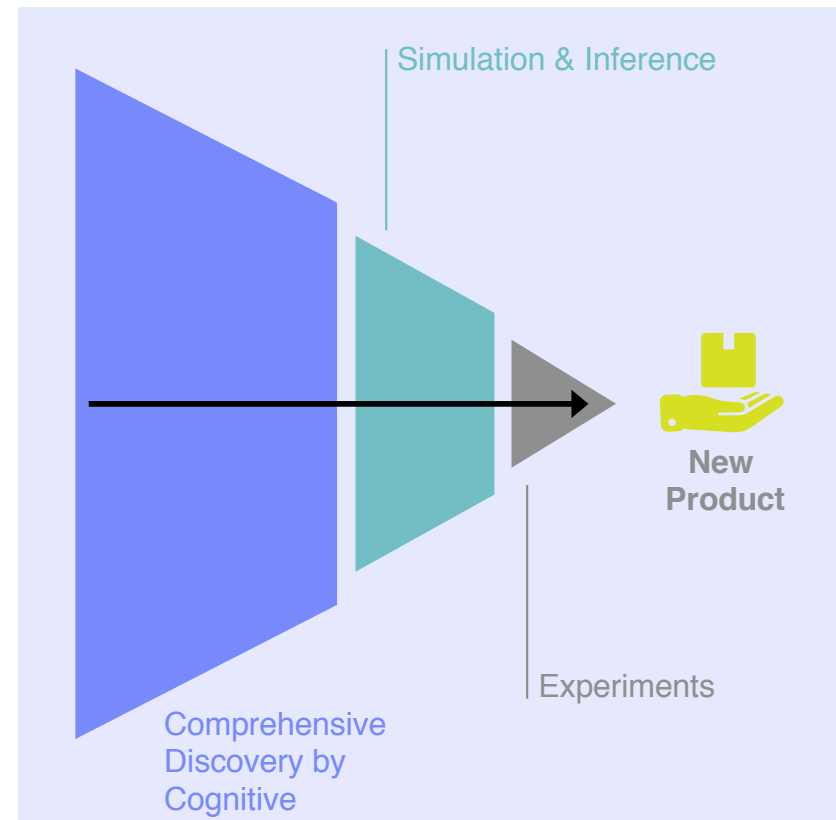 Simulation & Inference
New
Product
Experiments
Comprehensive
Discovery by
Cognitive